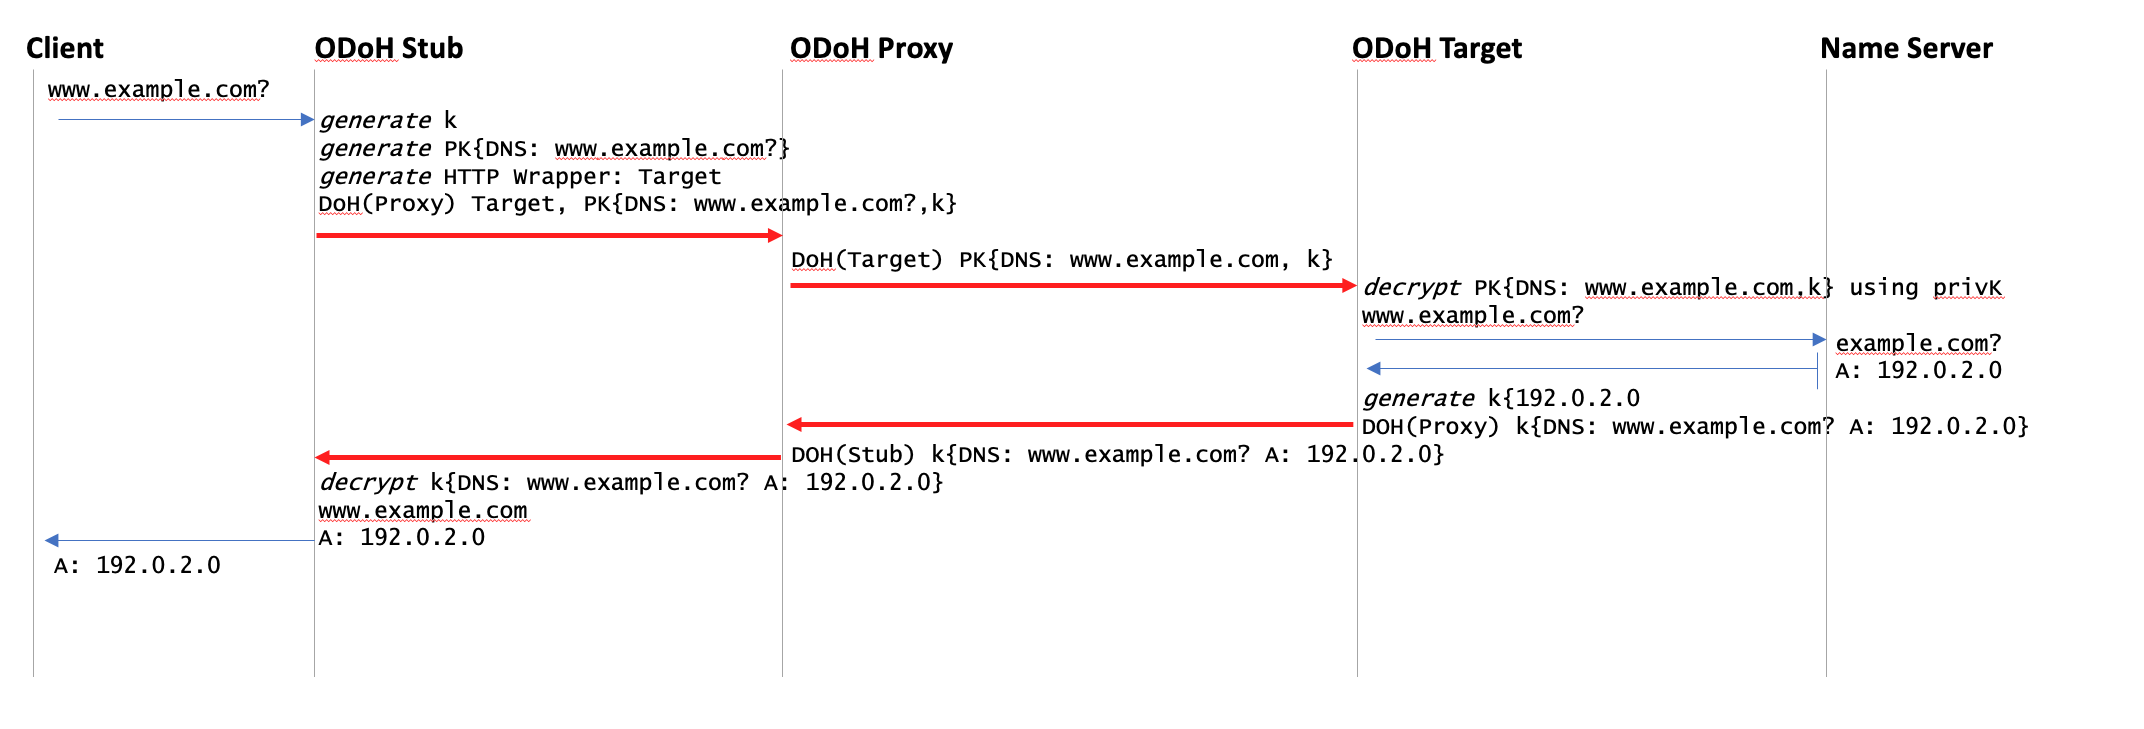 Client ODoH Stub ODoH Proxy ODoH Target Name Server
www.example.com?
generate k
generate PK{DNS: www.example.com?}
generate HTTP Wrapper: Target
DoH(Proxy) Target, PK{DNS: www.example.com?,k}
DoH(Target) PK{DNS: www.example.com, k}
decrypt PK{DNS: www.example.com,k} using privK
www.example.com?
example.com?
A: 192.0.2.0
generate k{192.0.2.0
DOH(Proxy) k{DNS: www.example.com? A: 192.0.2.0}
DOH(Stub) k{DNS: www.example.com? A: 192.0.2.0}
decrypt k{DNS: www.example.com? A: 192.0.2.0}
www.example.com
A: 192.0.2.0
A: 192.0.2.0